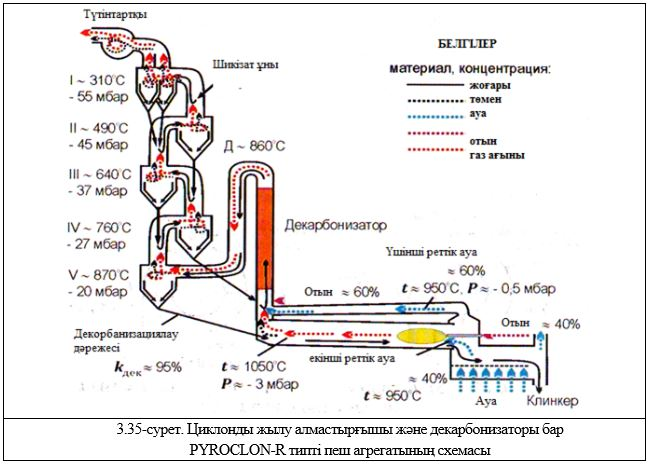 Түтінтартқы
I ~ 310°C
- 55 мбар
II ~ 490°C
- 45 мбар
III ~ 640°C
- 37 мбар
IV ~ 760°C
- 27 мбар
V ~ 870°C
- 20 мбар
Шикізат ұны
Д ~ 860°C
БЕЛГІЛЕР
материал, концентрация:
жоғары
төмен
ауа
отын
газ ағыны
Декарбонизатор
Үшінші реттік ауа
≈ 60%
t ≈ 950°C, P ≈ - 0,5 мбар
Отын ≈ 60%
Отын ≈ 40%
Декорбанизациялау
дәрежесі
kдек ≈ 95%
t ≈ 1050°C
P ≈ - 3 мбар
екінші реттік ауа
≈ 40%
t ≈ 950°C
Ауа
Клинкер
3.35-сурет. Циклонды жылу алмастырғышы және декарбонизаторы бар
PYROCLON-R типті пеш агрегатының схемасы